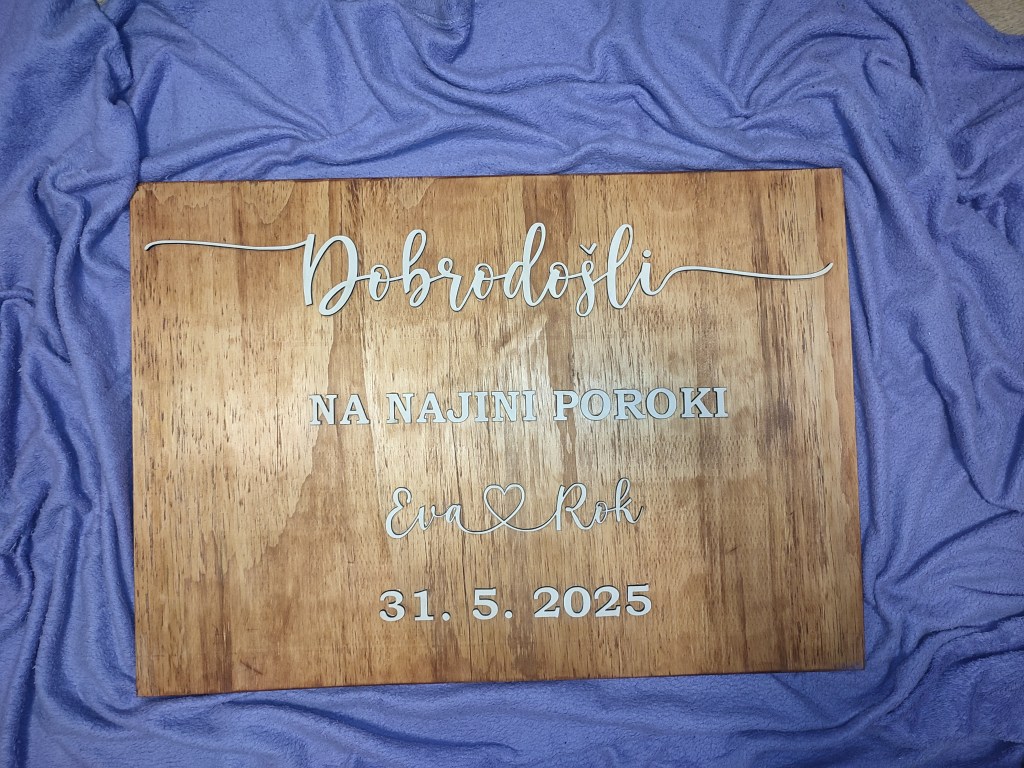 Dobrodošli
NA NAJINI POROKI
Eva ♡ Rok
31. 5. 2025